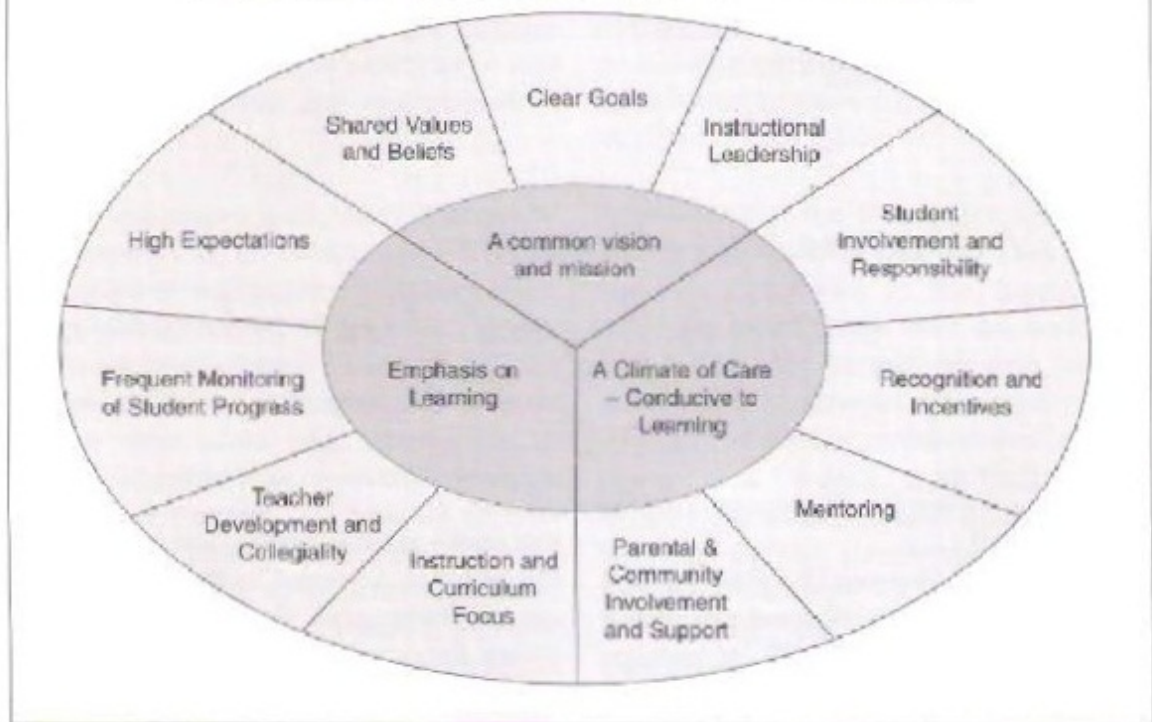 Clear Goals
Shared Values
and Beliefs
Instructional
Leadership
High Expectations
A common vision
and mission
Student
Involvement and
Responsibility
Frequent Monitoring
of Student Progress
Emphasis on
Learning
A Climate of Care
– Conducive to
Learning
Recognition and
Incentives
Teacher
Development and
Collegiality
Instruction and
Curriculum
Focus
Parental &
Community
Involvement
and Support
Mentoring